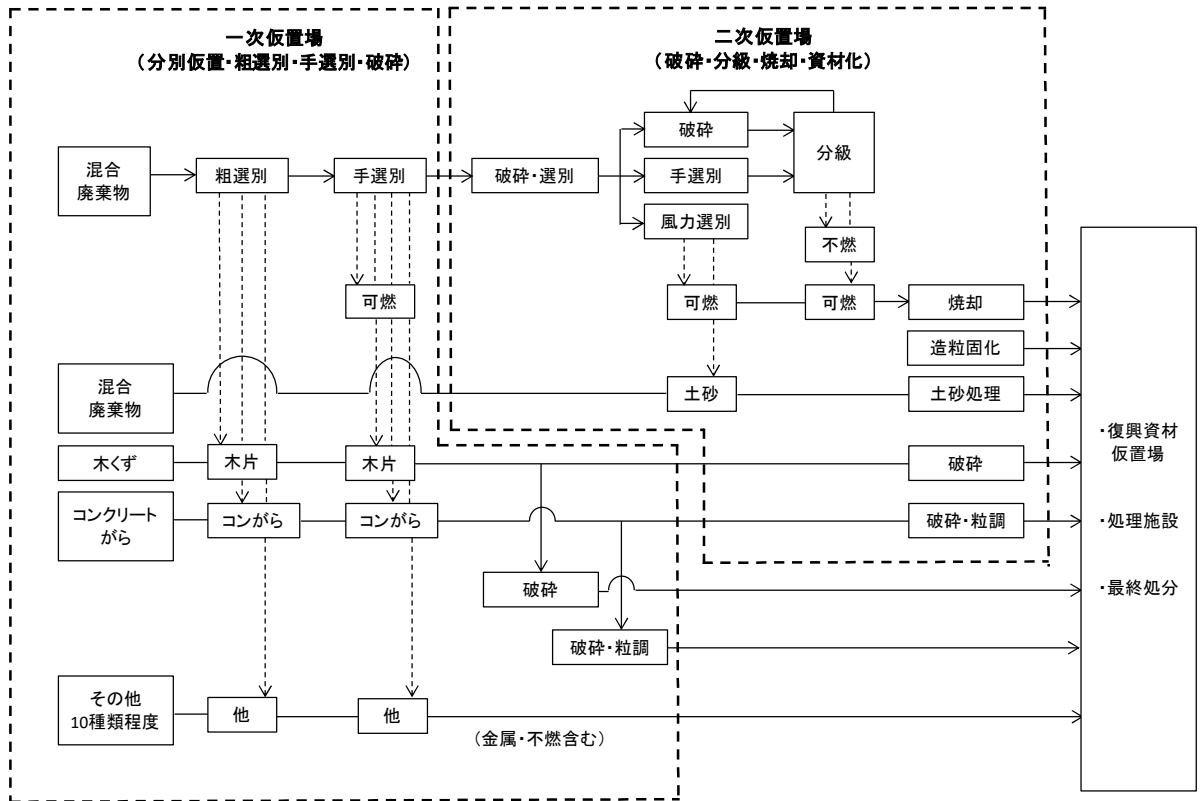 一次仮置場
（分別仮置・粗選別・手選別・破砕）
二次仮置場
（破砕・分級・焼却・資材化）
混合
廃棄物
粗選別
手選別
破砕・選別
破砕
手選別
風力選別
分級
不燃
可燃
可燃
可燃
焼却
造粒固化
混合
廃棄物
土砂
土砂処理
木くず
木片
木片
破砕
コンクリート
がら
コンがら
コンがら
破砕・粒調
破砕
破砕・粒調
その他
10種類程度
他
他
（金属・不燃含む）
・復興資材
仮置場
・処理施設
・最終処分